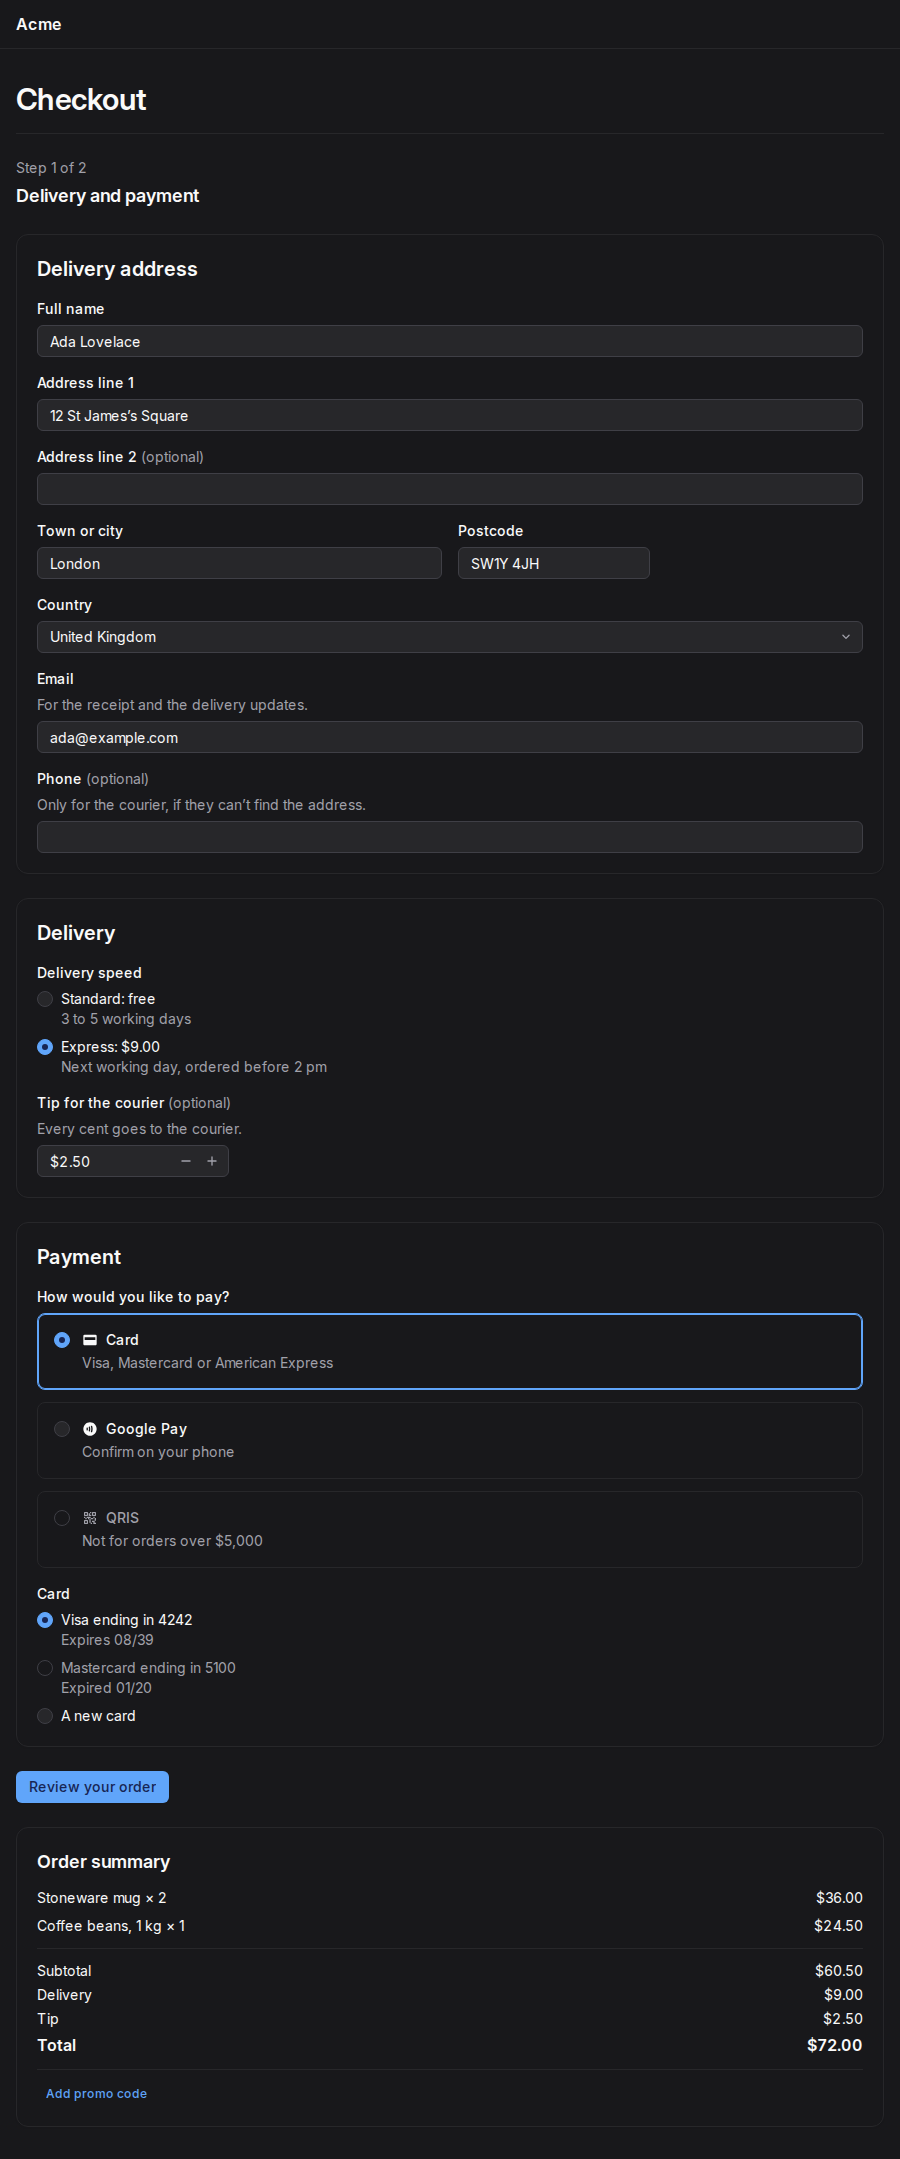 Acme
Checkout
Step 1 of 2
Delivery and payment
Delivery address
Full name
Ada Lovelace
Address line 1
12 St James’s Square
Address line 2 (optional)
Town or city
Postcode
London
SW1Y 4JH
Country
United Kingdom
Email
For the receipt and the delivery updates.
ada@example.com
Phone (optional)
Only for the courier, if they can’t find the address.
Delivery
Delivery speed
Standard: free
3 to 5 working days
Express: $9.00
Next working day, ordered before 2 pm
Tip for the courier (optional)
Every cent goes to the courier.
$2.50
Payment
How would you like to pay?
Card
Visa, Mastercard or American Express
Google Pay
Confirm on your phone
QRIS
Not for orders over $5,000
Card
Visa ending in 4242
Expires 08/39
Mastercard ending in 5100
Expired 01/20
A new card
Review your order
Order summary
Stoneware mug × 2 $36.00
Coffee beans, 1 kg × 1 $24.50
Subtotal $60.50
Delivery $9.00
Tip $2.50
Total $72.00
Add promo code